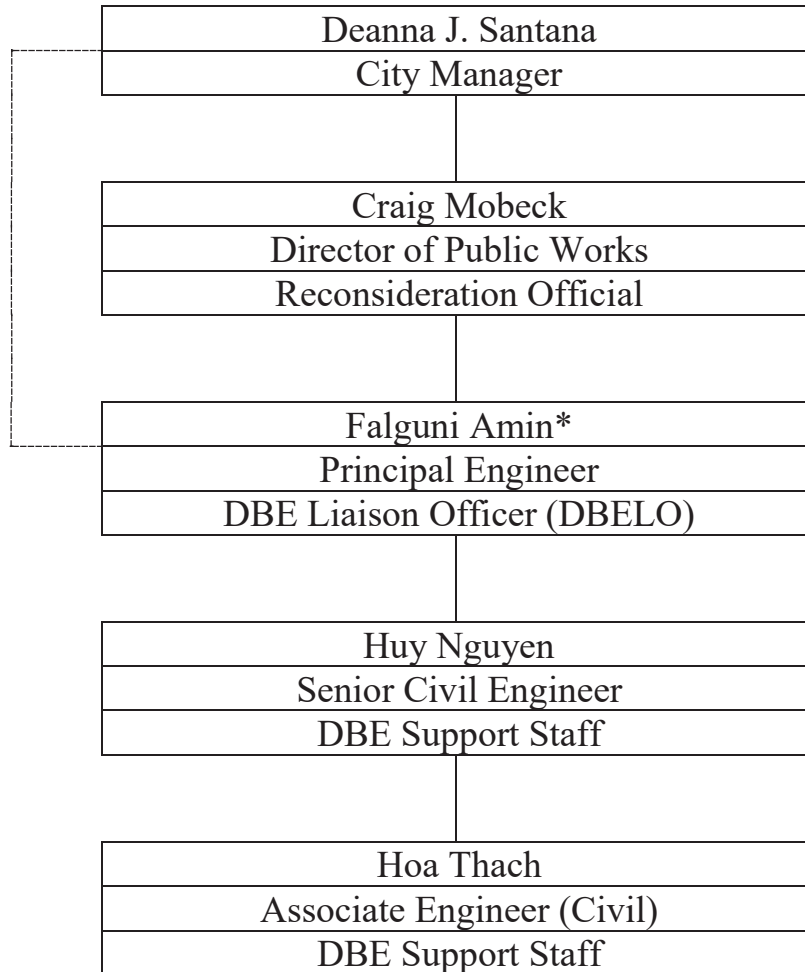 Deanna J. Santana
City Manager
Craig Mobeck
Director of Public Works
Reconsideration Official
Falguni Amin*
Principal Engineer
DBE Liaison Officer (DBELO)
Huy Nguyen
Senior Civil Engineer
DBE Support Staff
Hoa Thach
Associate Engineer (Civil)
DBE Support Staff